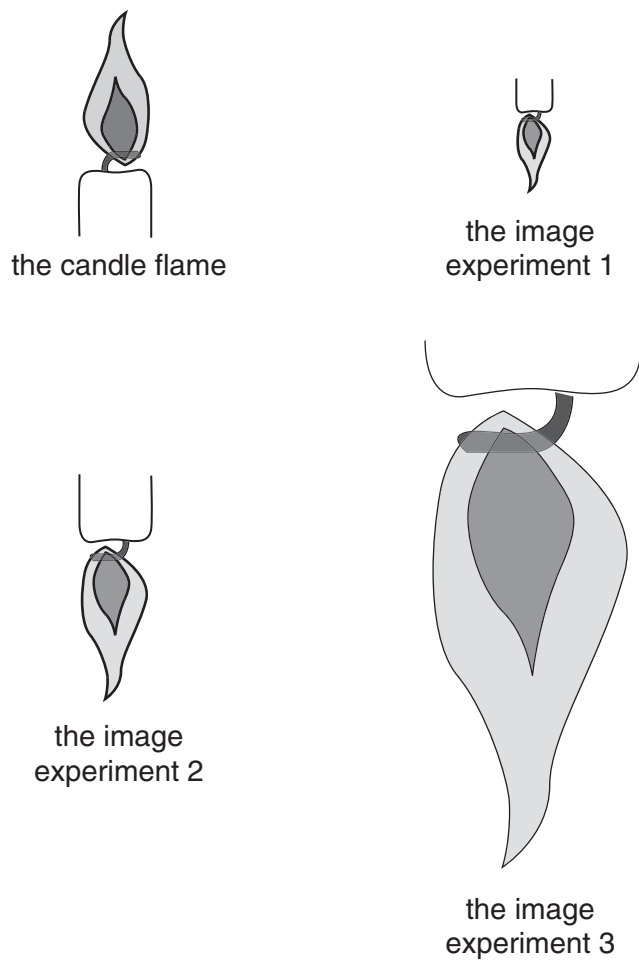 the candle flame
the image
experiment 1
the image
experiment 2
the image
experiment 3